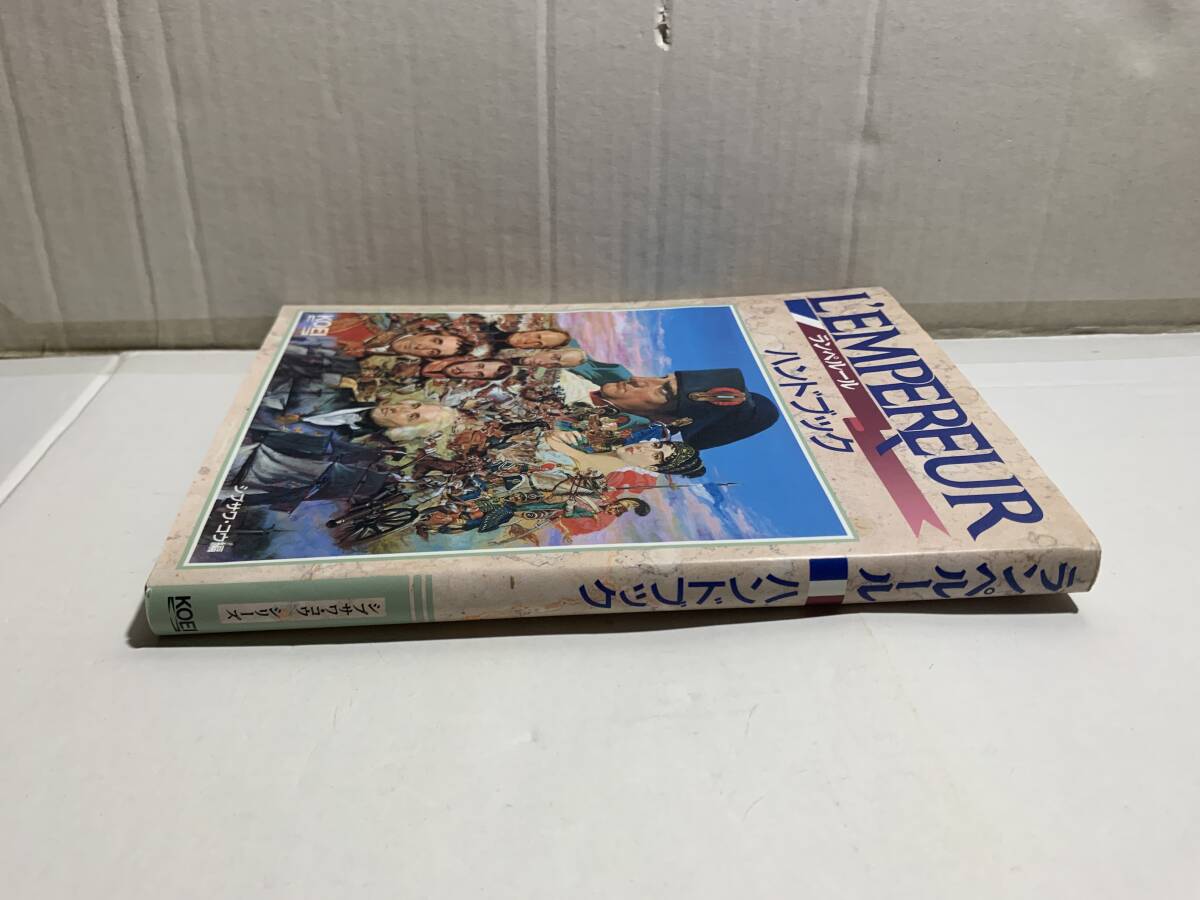 L'EMPEREUR
ランペルール
ハンドブック
KOEI
シブサワ・コウ編
ランペルール
ハンドブック
シブサワ・コウ
シリーズ
KOEI